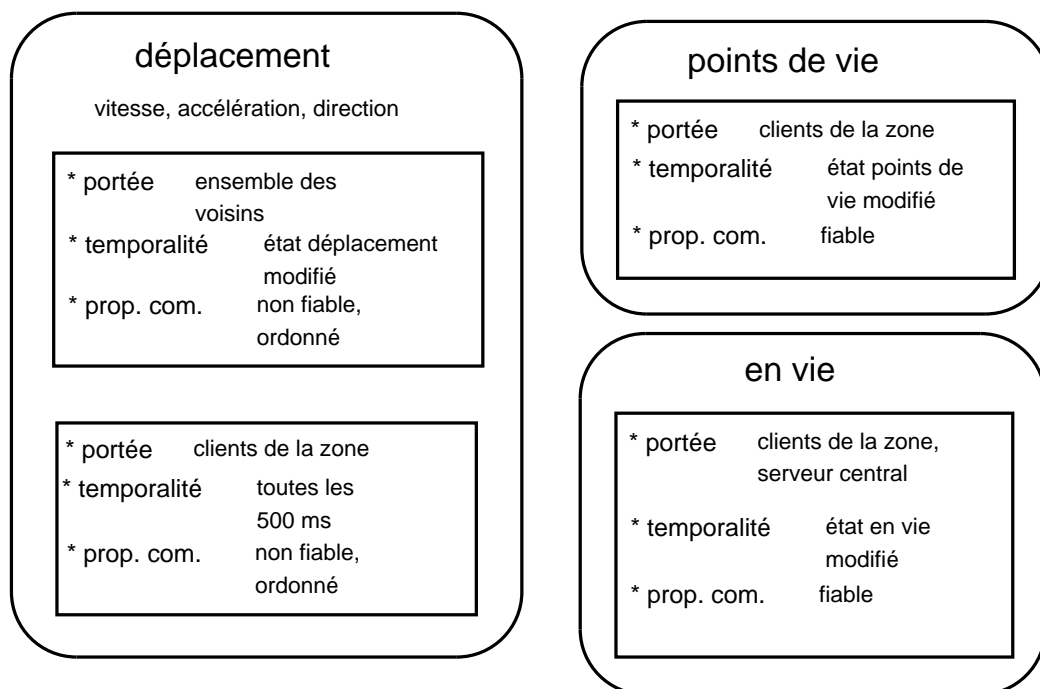 déplacement
vitesse, accélération, direction
* portée ensemble des
voisins
* temporalité état déplacement
modifié
* prop. com. non fiable,
ordonné
* portée clients de la zone
* temporalité toutes les
500 ms
* prop. com. non fiable,
ordonné
points de vie
* portée clients de la zone
* temporalité état points de
vie modifié
* prop. com. fiable
en vie
* portée clients de la zone,
serveur central
* temporalité état en vie
modifié
* prop. com. fiable